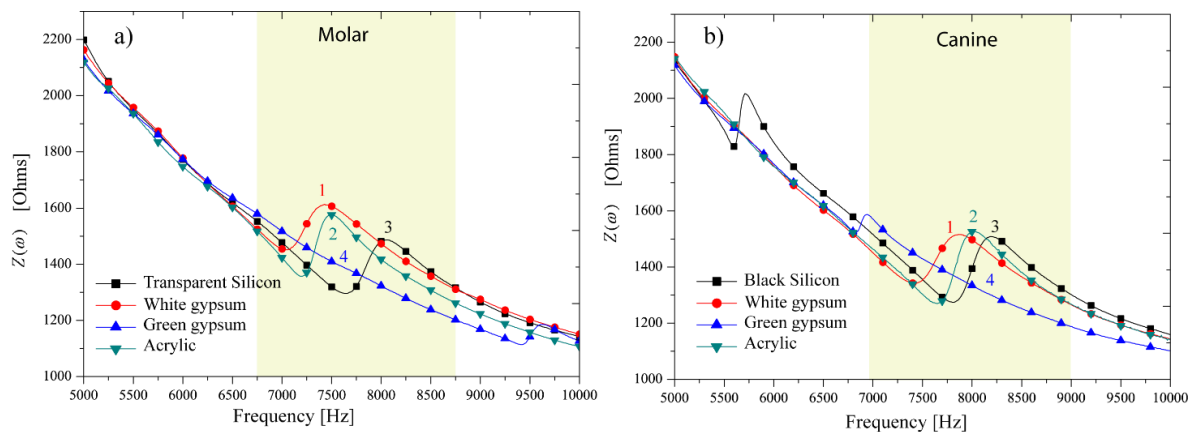 a)
Molar
2200
2000
1800
1600
1400
1200
1000
Z(ω) [Ohms]
1
2
3
4
Transparent Silicon
White gypsum
Green gypsum
Acrylic
5000 5500 6000 6500 7000 7500 8000 8500 9000 9500 10000
Frequency [Hz]
b)
Canine
2200
2000
1800
1600
1400
1200
1000
Z(ω) [Ohms]
1
2
3
4
Black Silicon
White gypsum
Green gypsum
Acrylic
5000 5500 6000 6500 7000 7500 8000 8500 9000 9500 10000
Frequency [Hz]